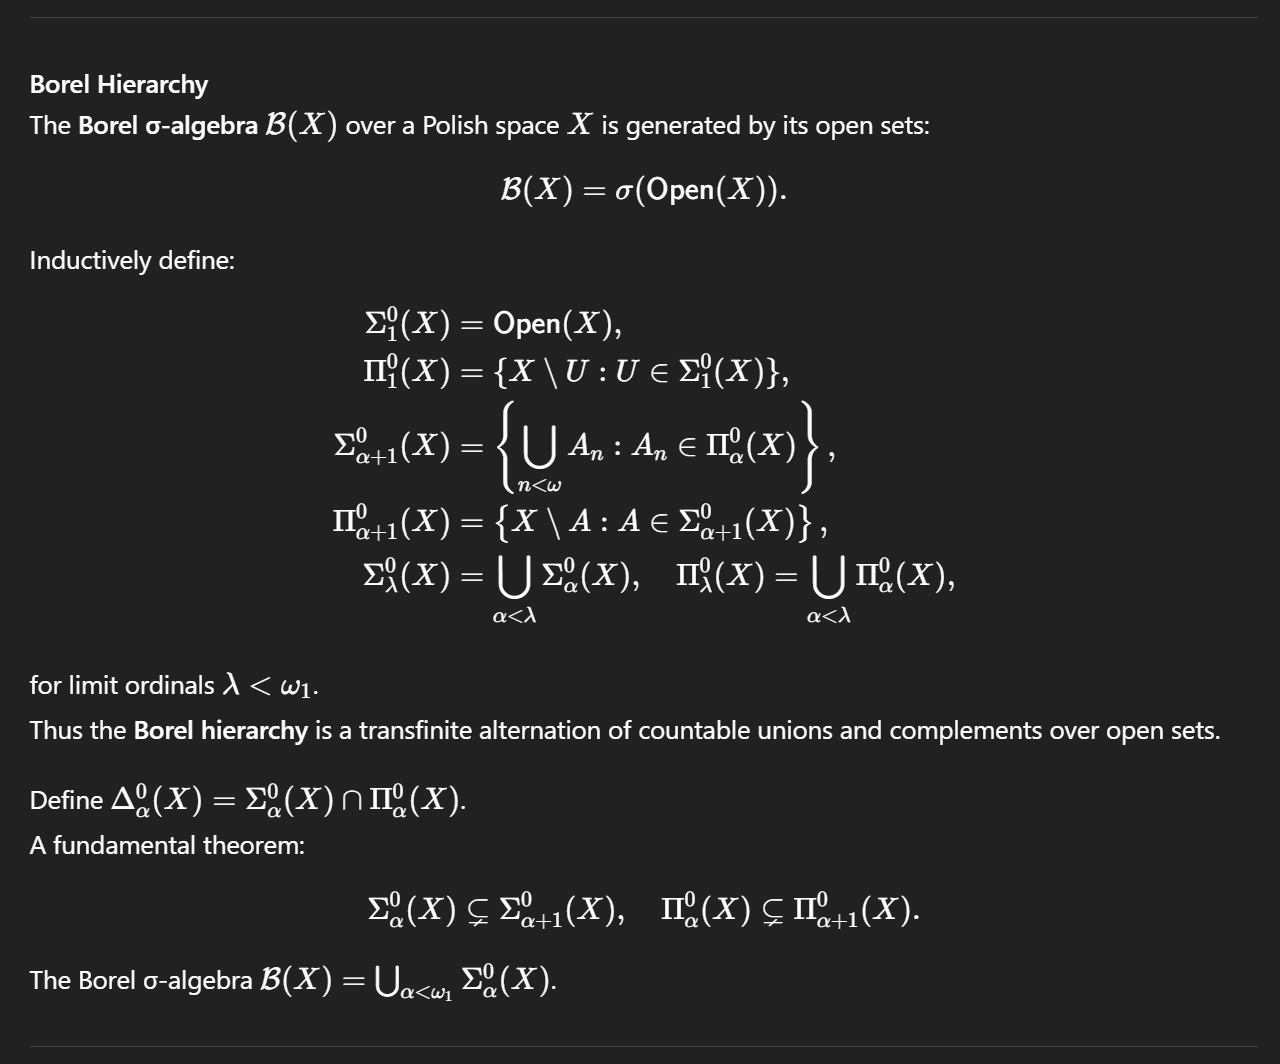 Borel Hierarchy
The Borel σ-algebra ℬ(X) over a Polish space X is generated by its open sets:
ℬ(X) = σ(Open(X)).
Inductively define:
Σ⁰₁(X) = Open(X),
Π⁰₁(X) = {X \ U : U ∈ Σ⁰₁(X)},
Σ⁰_{α+1}(X) = {⋃_{n<ω} A_n : A_n ∈ Π⁰_α(X)},
Π⁰_{α+1}(X) = {X \ A : A ∈ Σ⁰_{α+1}(X)},
Σ⁰_λ(X) = ⋃_{α<λ} Σ⁰_α(X), Π⁰_λ(X) = ⋃_{α<λ} Π⁰_α(X),
for limit ordinals λ < ω₁.
Thus the Borel hierarchy is a transfinite alternation of countable unions and complements over open sets.
Define Δ⁰_α(X) = Σ⁰_α(X) ∩ Π⁰_α(X).
A fundamental theorem:
Σ⁰_α(X) ⊊ Σ⁰_{α+1}(X), Π⁰_α(X) ⊊ Π⁰_{α+1}(X).
The Borel σ-algebra ℬ(X) = ⋃_{α<ω₁} Σ⁰_α(X).